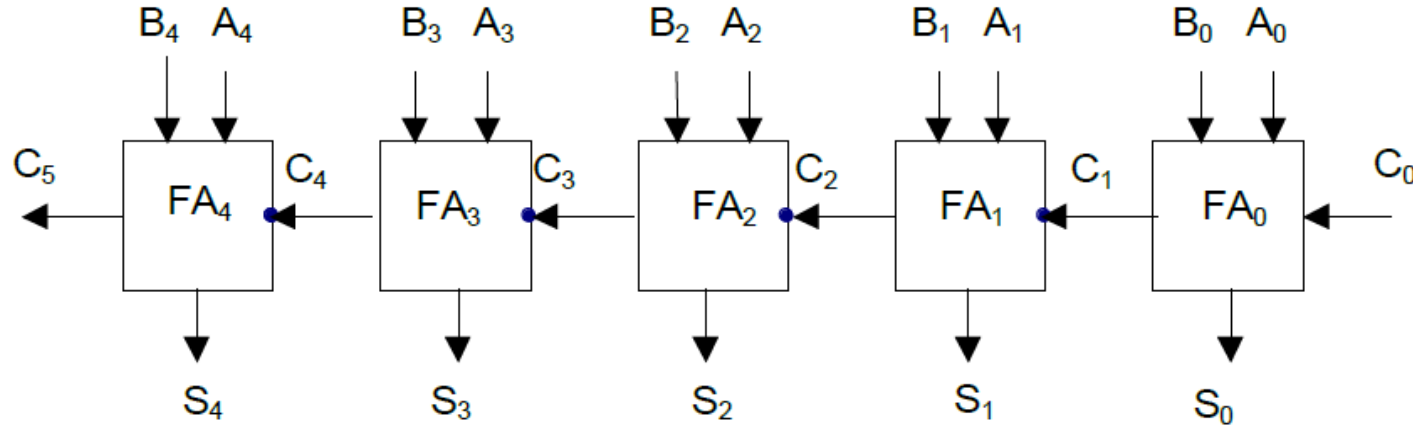 B₄ A₄ B₃ A₃ B₂ A₂ B₁ A₁ B₀ A₀
C₅ C₄ C₃ C₂ C₁ C₀
FA₄ FA₃ FA₂ FA₁ FA₀
S₄ S₃ S₂ S₁ S₀